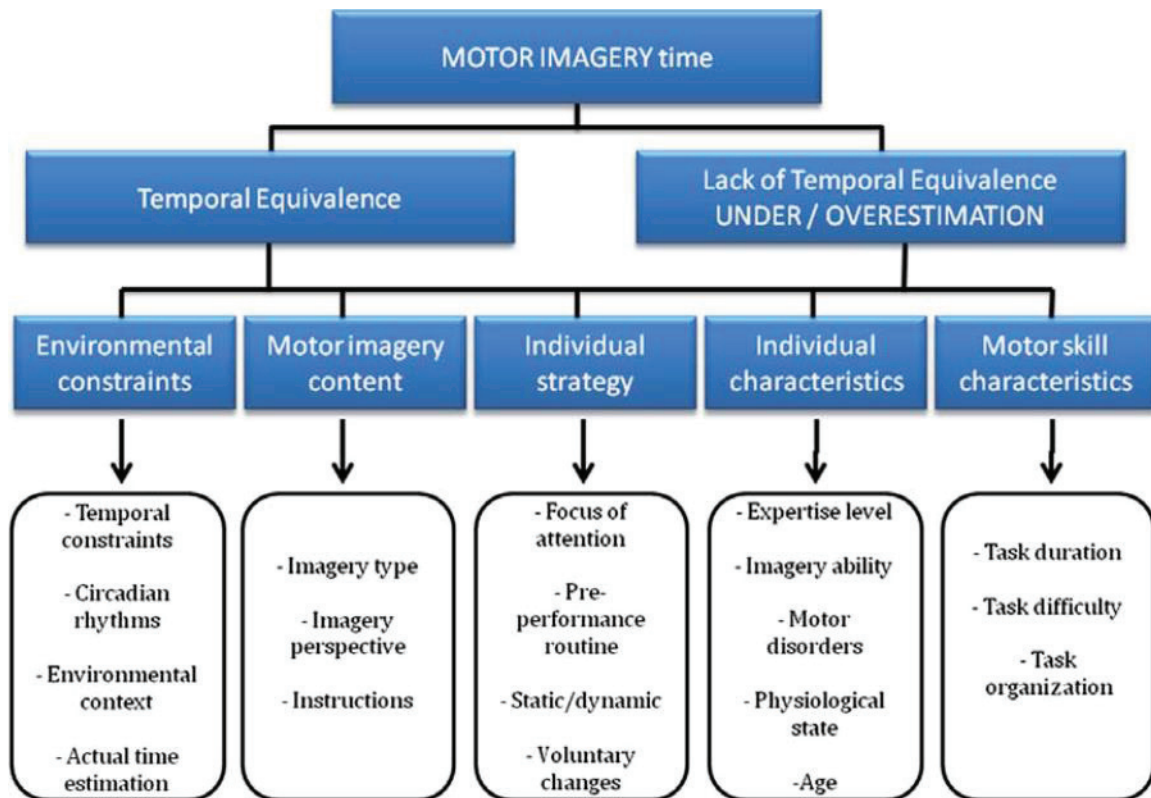 MOTOR IMAGERY time
Temporal Equivalence
Lack of Temporal Equivalence
UNDER / OVERESTIMATION
Environmental
constraints
Motor imagery
content
Individual
strategy
Individual
characteristics
Motor skill
characteristics
- Temporal
constraints
- Circadian
rhythms
- Environmental
context
- Actual time
estimation
- Imagery type
- Imagery
perspective
- Instructions
- Focus of
attention
- Pre-
performance
routine
- Static/dynamic
- Voluntary
changes
- Expertise level
- Imagery ability
- Motor
disorders
- Physiological
state
- Age
- Task duration
- Task difficulty
- Task
organization